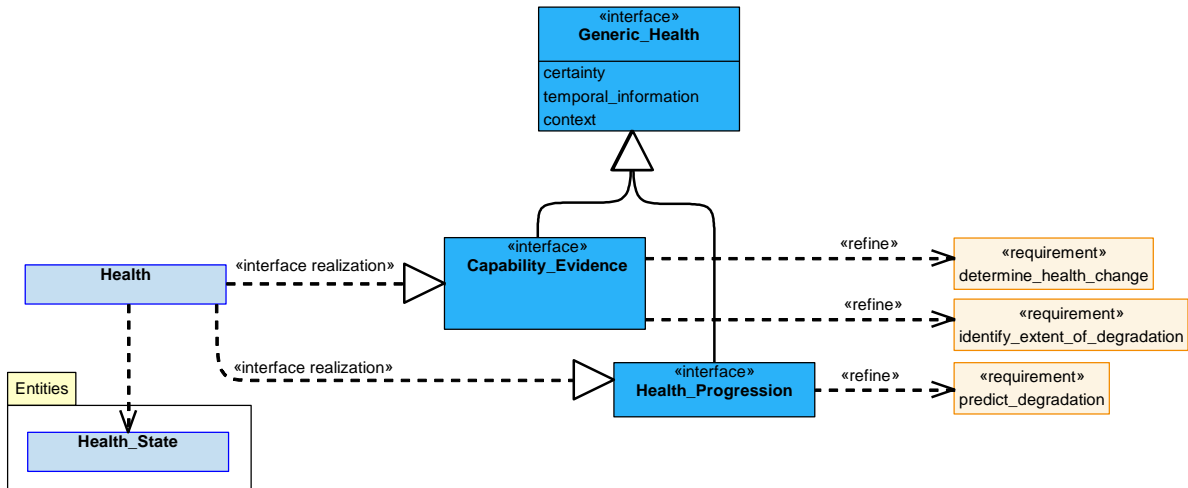 «interface»
Generic_Health
certainty
temporal_information
context
«interface»
Capability_Evidence
«refine»
«requirement»
determine_health_change
Health
«interface realization»
«refine»
«requirement»
identify_extent_of_degradation
«interface realization»
«interface»
Health_Progression
«refine»
«requirement»
predict_degradation
Entities
Health_State